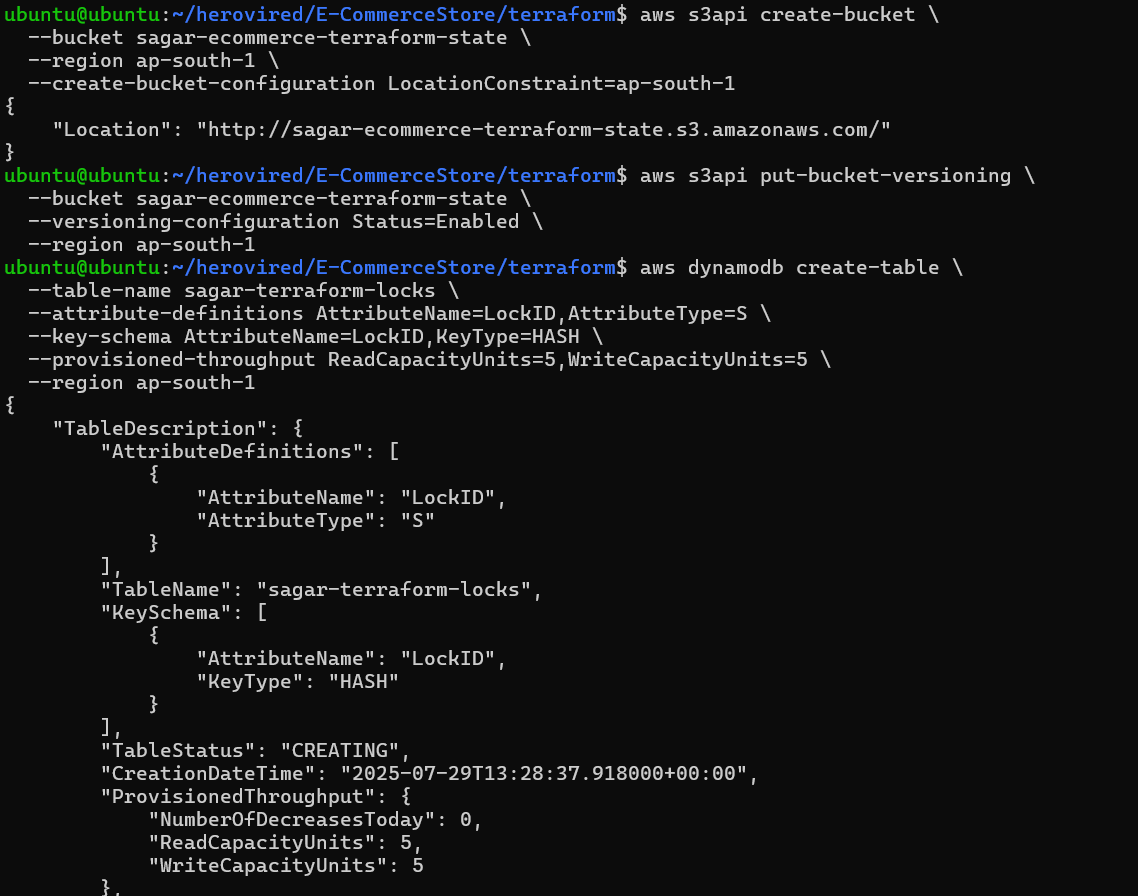 ubuntu@ubuntu:~/herovired/E-CommerceStore/terraform$ aws s3api create-bucket \
  --bucket sagar-ecommerce-terraform-state \
  --region ap-south-1 \
  --create-bucket-configuration LocationConstraint=ap-south-1
{
    "Location": "http://sagar-ecommerce-terraform-state.s3.amazonaws.com/"
}
ubuntu@ubuntu:~/herovired/E-CommerceStore/terraform$ aws s3api put-bucket-versioning \
  --bucket sagar-ecommerce-terraform-state \
  --versioning-configuration Status=Enabled \
  --region ap-south-1
ubuntu@ubuntu:~/herovired/E-CommerceStore/terraform$ aws dynamodb create-table \
  --table-name sagar-terraform-locks \
  --attribute-definitions AttributeName=LockID,AttributeType=S \
  --key-schema AttributeName=LockID,KeyType=HASH \
  --provisioned-throughput ReadCapacityUnits=5,WriteCapacityUnits=5 \
  --region ap-south-1
{
    "TableDescription": {
        "AttributeDefinitions": [
            {
                "AttributeName": "LockID",
                "AttributeType": "S"
            }
        ],
        "TableName": "sagar-terraform-locks",
        "KeySchema": [
            {
                "AttributeName": "LockID",
                "KeyType": "HASH"
            }
        ],
        "TableStatus": "CREATING",
        "CreationDateTime": "2025-07-29T13:28:37.918000+00:00",
        "ProvisionedThroughput": {
            "NumberOfDecreasesToday": 0,
            "ReadCapacityUnits": 5,
            "WriteCapacityUnits": 5
        },